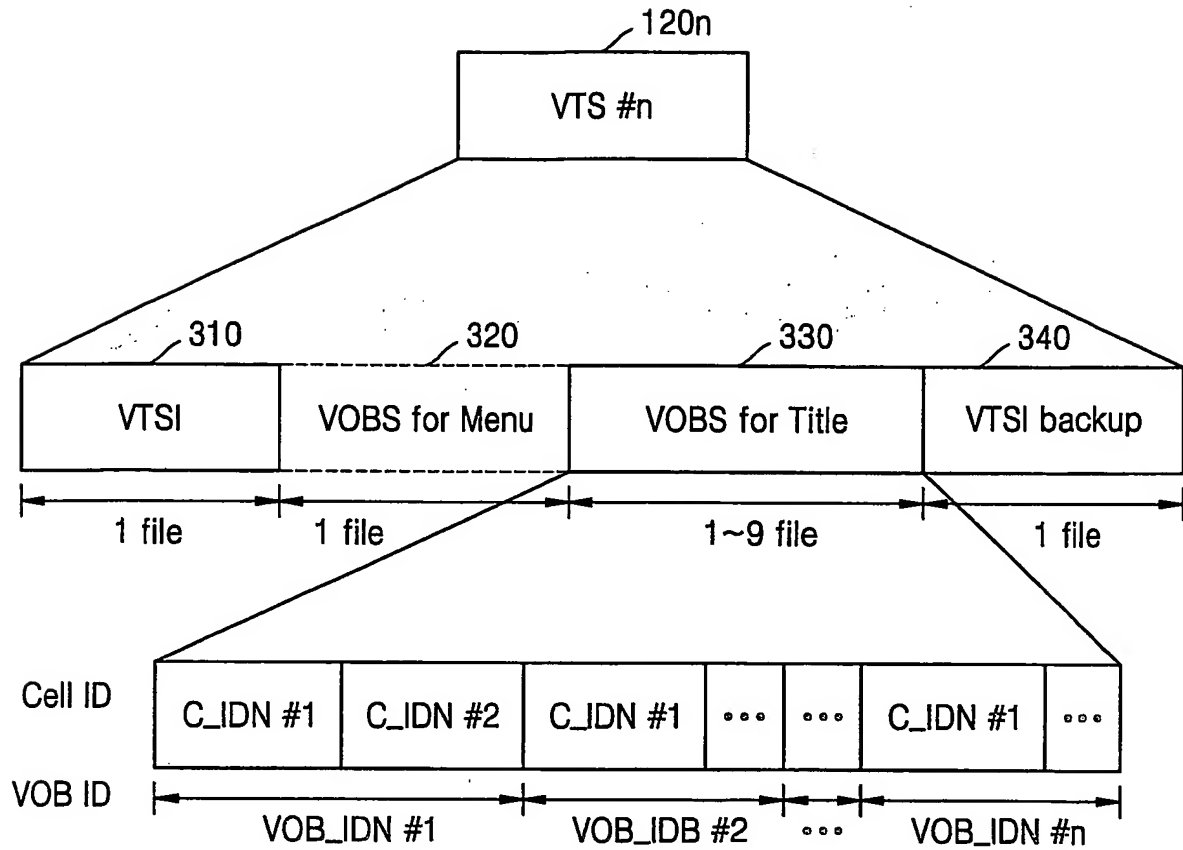 120n
VTS #n
310
320
330
340
VTSI
VOBS for Menu
VOBS for Title
VTSI backup
1 file
1 file
1~9 file
1 file
Cell ID
C_IDN #1
C_IDN #2
C_IDN #1
•••
•••
C_IDN #1
•••
VOB ID
VOB_IDN #1
VOB_IDB #2
•••
VOB_IDN #n